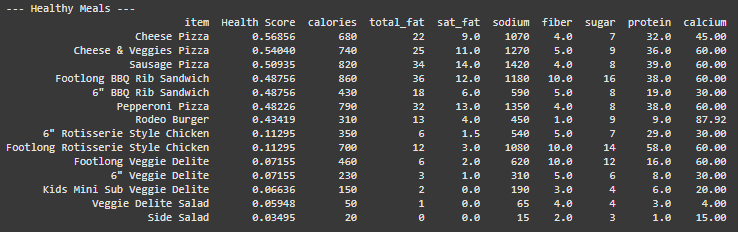 --- Healthy Meals ---
item Health Score calories total_fat sat_fat sodium fiber sugar protein calcium
Cheese Pizza 0.56856 680 22 9.0 1070 4.0 7 32.0 45.00
Cheese & Veggies Pizza 0.54040 740 25 11.0 1270 5.0 9 36.0 60.00
Sausage Pizza 0.50935 820 34 14.0 1420 4.0 8 39.0 60.00
Footlong BBQ Rib Sandwich 0.48756 860 36 12.0 1180 10.0 16 38.0 60.00
6" BBQ Rib Sandwich 0.48756 430 18 6.0 590 5.0 8 19.0 30.00
Pepperoni Pizza 0.48226 790 32 13.0 1350 4.0 8 38.0 60.00
Rodeo Burger 0.43419 310 13 4.0 450 1.0 9 9.0 87.92
6" Rotisserie Style Chicken 0.11295 350 6 1.5 540 5.0 7 29.0 30.00
Footlong Rotisserie Style Chicken 0.11295 700 12 3.0 1080 10.0 14 58.0 60.00
Footlong Veggie Delite 0.07155 460 6 2.0 620 10.0 12 16.0 60.00
6" Veggie Delite 0.07155 230 3 1.0 310 5.0 6 8.0 30.00
Kids Mini Sub Veggie Delite 0.06636 150 2 0.0 190 3.0 4 6.0 20.00
Veggie Delite Salad 0.05948 50 1 0.0 65 4.0 4 3.0 4.00
Side Salad 0.03495 20 0 0.0 15 2.0 3 1.0 15.00